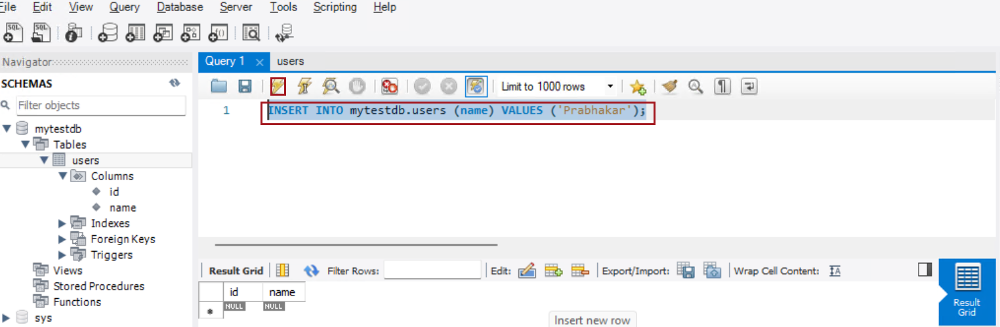 File Edit View Query Database Server Tools Scripting Help
SQL SQL
Navigator
Query 1 users
SCHEMAS
Limit to 1000 rows
Filter objects
1 INSERT INTO mytestdb.users (name) VALUES ('Prabhakar');
mytestdb
Tables
users
Columns
id
name
Indexes
Foreign Keys
Triggers
Views
Stored Procedures
Functions
sys
Result Grid Filter Rows: Edit: Export/Import: Wrap Cell Content: IA
id name
NULL NULL
Insert new row
Result
Grid